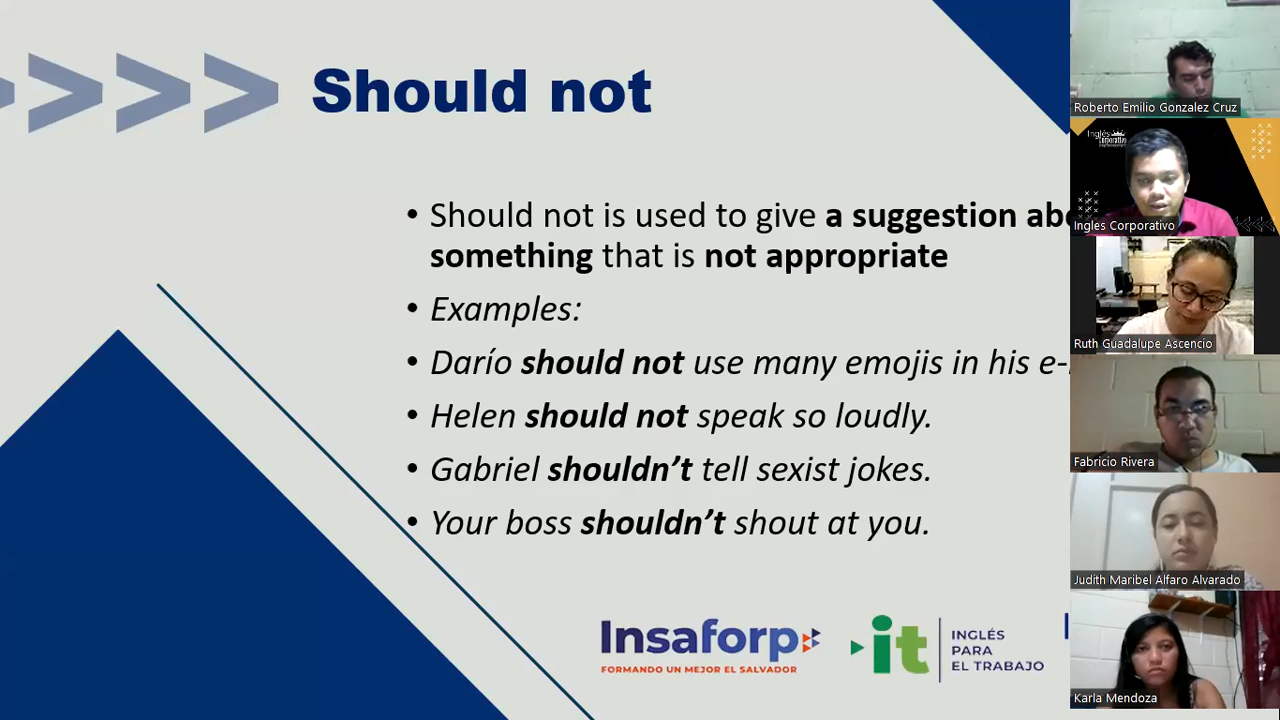 Should not
• Should not is used to give a suggestion
something that is not appropriate
• Examples:
• Darío should not use many emojis in his
• Helen should not speak so loudly.
• Gabriel shouldn't tell sexist jokes.
• Your boss shouldn't shout at you.
Insaforp
FORMANDO UN MEJOR EL SALVADOR
it
INGLÉS
PARA
EL TRABAJO
Roberto Emilio Gonzalez Cruz
Inglés
Corporativo
Ingles Corporativo
Ruth Guadalupe Ascencio
Fabricio Rivera
Judith Maribel Alfaro Alvarado
Karla Mendoza